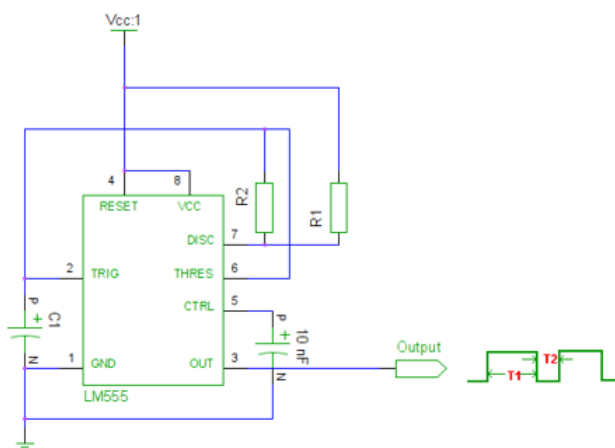 Vcc:1
4
8
RESET
VCC
R2
R1
DISC
7
2
TRIG
THRES
6
P
+
C1
N
CTRL
5
P
+
10 nF
N
1
GND
OUT
3
LM555
Output
T1
T2